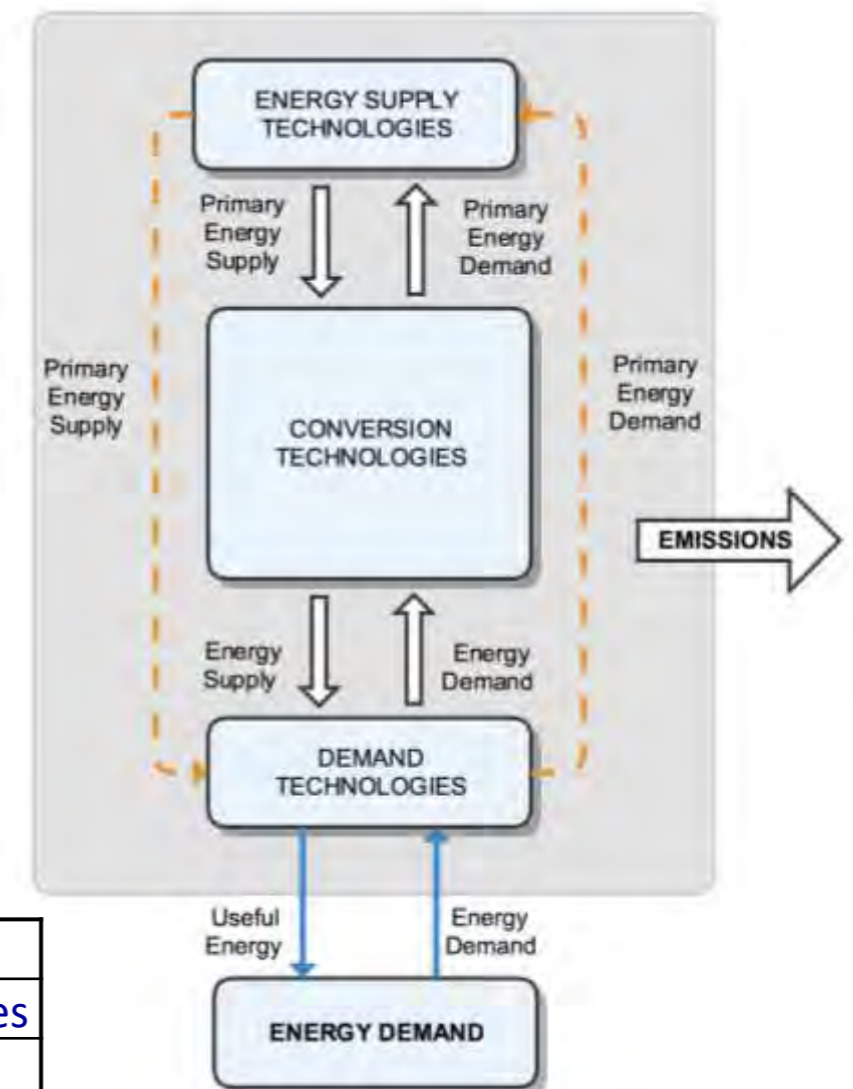 ENERGY SUPPLY
TECHNOLOGIES
Primary
Energy
Supply
Primary
Energy
Demand
Primary
Energy
Supply
CONVERSION
TECHNOLOGIES
Primary
Energy
Demand
EMISSIONS
Energy
Supply
Energy
Demand
DEMAND
TECHNOLOGIES
Useful
Energy
Energy
Demand
ENERGY DEMAND